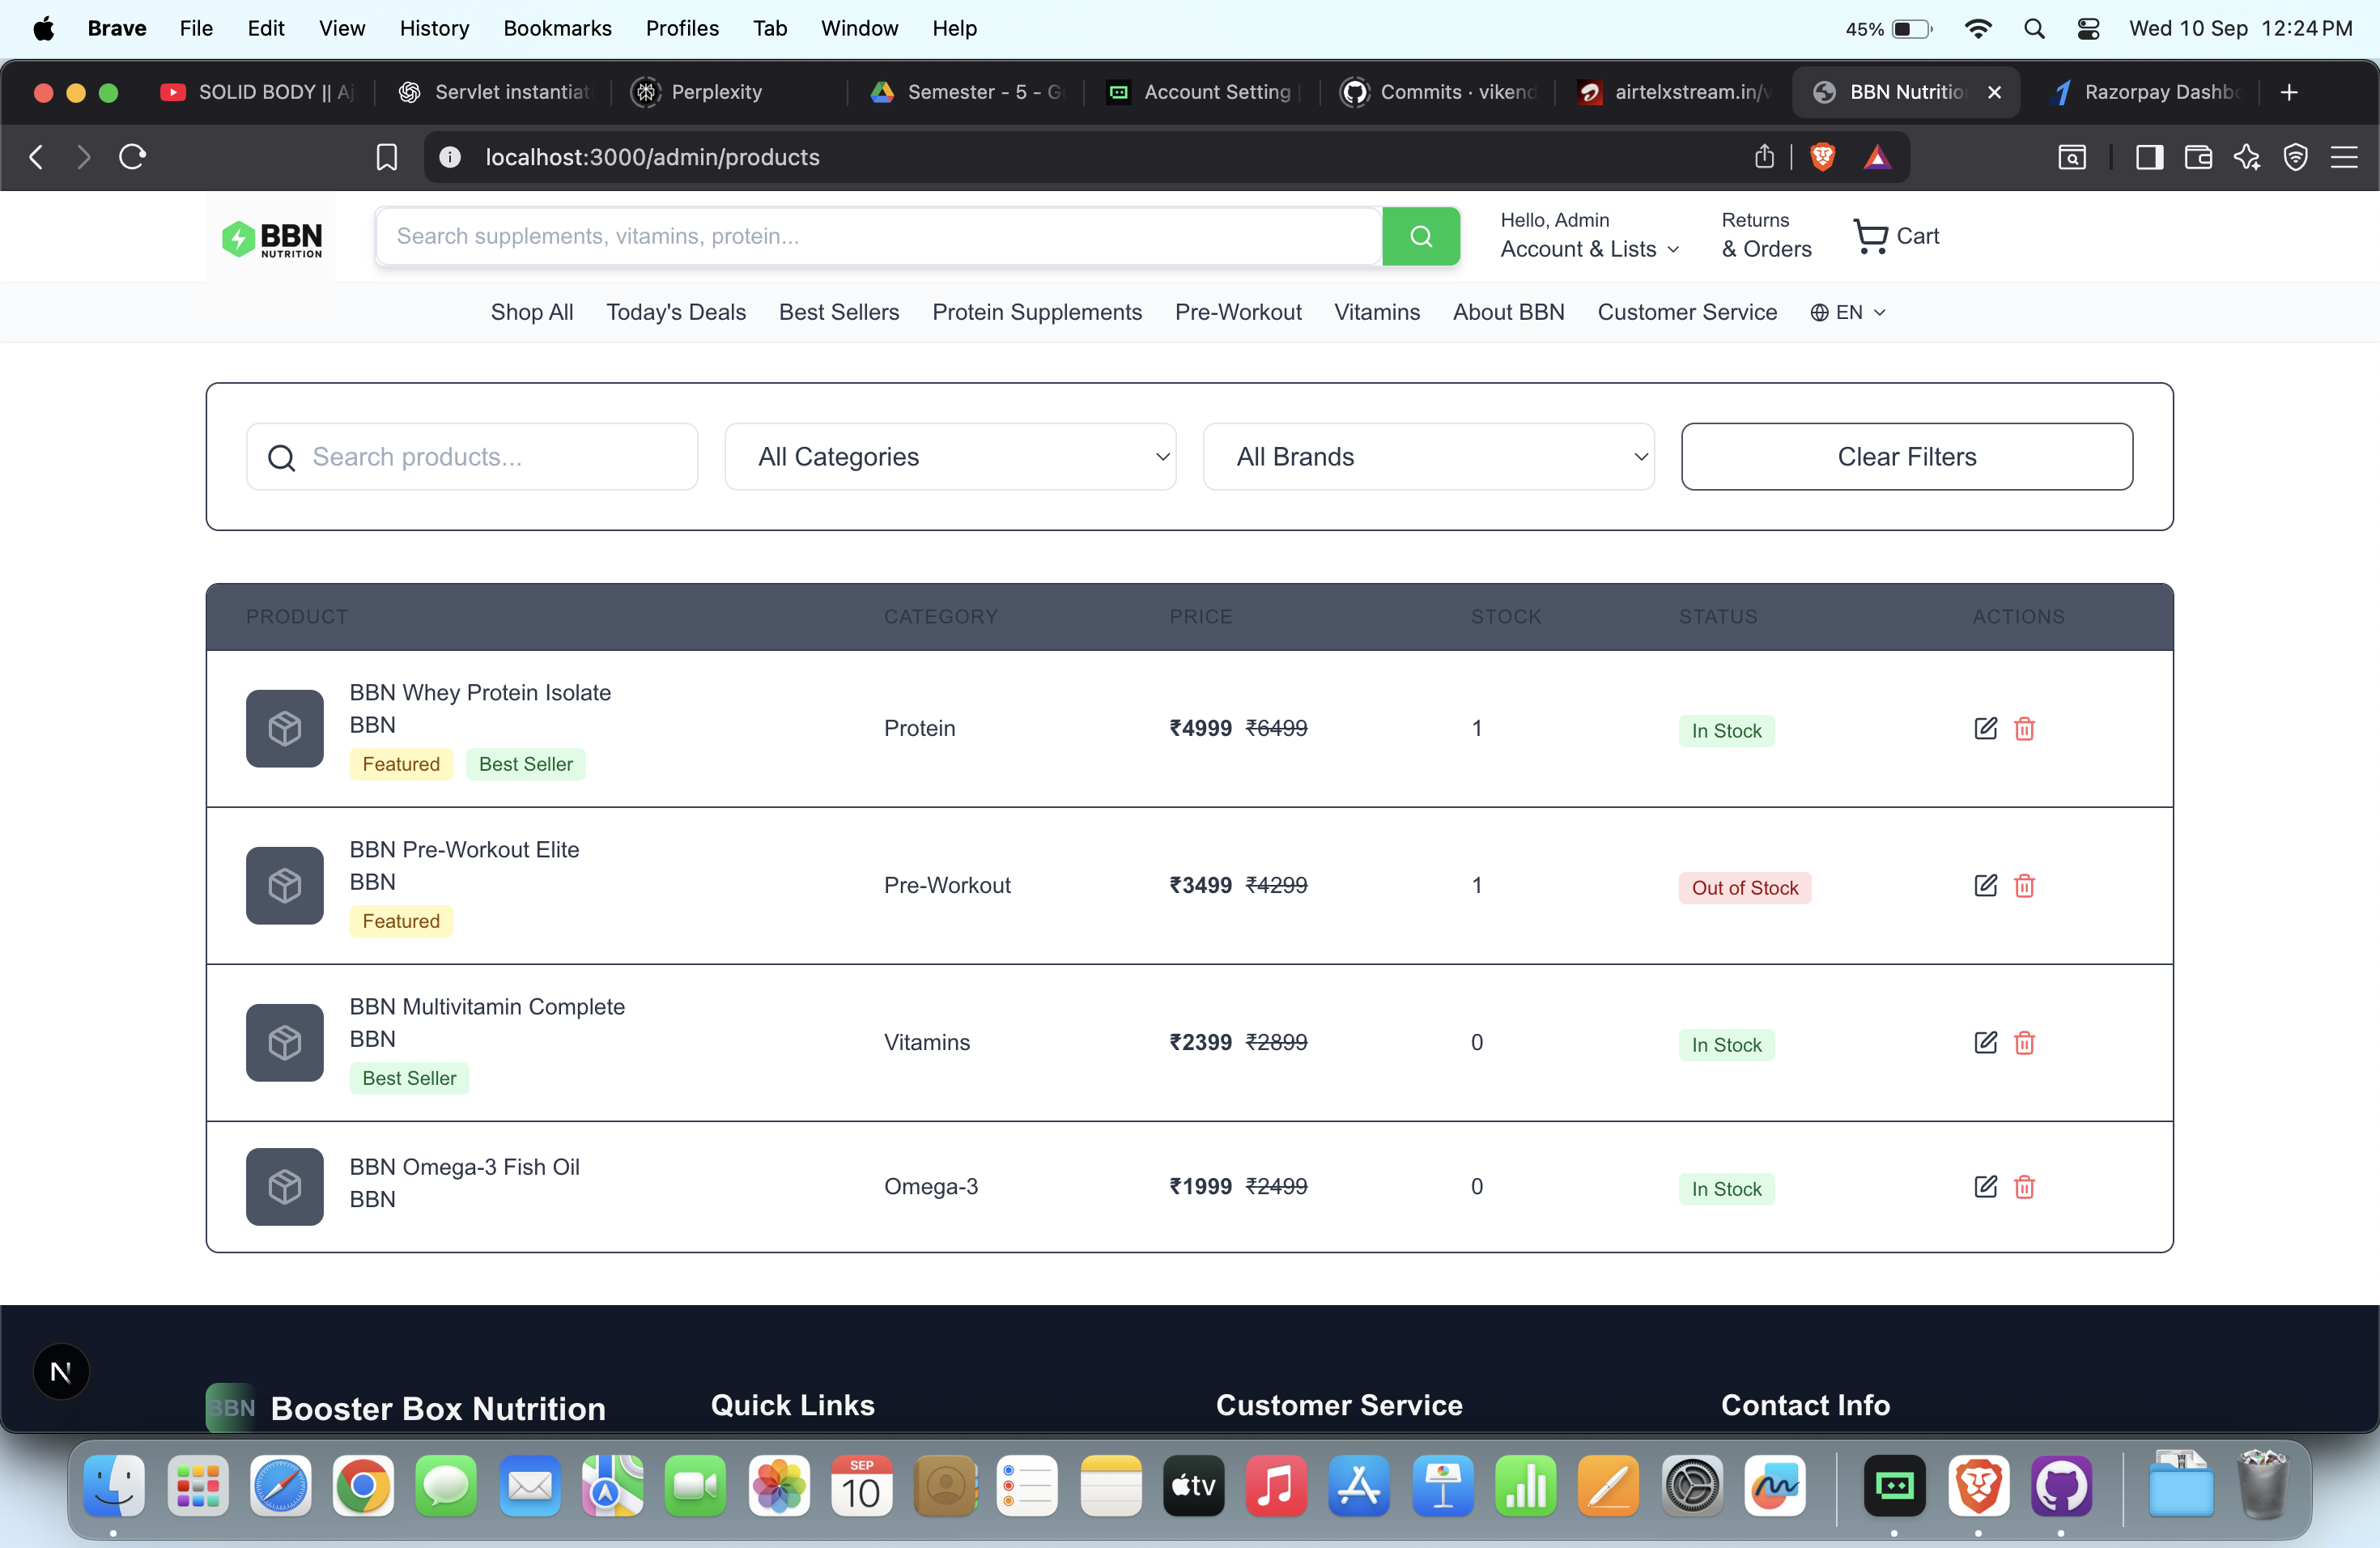 Brave File Edit View History Bookmarks Profiles Tab Window Help 45% Wed 10 Sep 12:24 PM
SOLID BODY || Aj Servlet instantiat Perplexity Semester - 5 - Go Account Setting Commits · vikend airtelxstream.in/v BBN Nutrition Razorpay Dashbo
localhost:3000/admin/products
BBN NUTRITION
Search supplements, vitamins, protein...
Hello, Admin
Account & Lists
Returns
& Orders
Cart
Shop All Today's Deals Best Sellers Protein Supplements Pre-Workout Vitamins About BBN Customer Service EN
Search products... All Categories All Brands Clear Filters
PRODUCT CATEGORY PRICE STOCK STATUS ACTIONS
BBN Whey Protein Isolate
BBN
Featured Best Seller
Protein ₹4999 ₹6499 1 In Stock
BBN Pre-Workout Elite
BBN
Featured
Pre-Workout ₹3499 ₹4299 1 Out of Stock
BBN Multivitamin Complete
BBN
Best Seller
Vitamins ₹2399 ₹2899 0 In Stock
BBN Omega-3 Fish Oil
BBN
Omega-3 ₹1999 ₹2499 0 In Stock
N
BBN Booster Box Nutrition Quick Links Customer Service Contact Info
SEP
10
tv